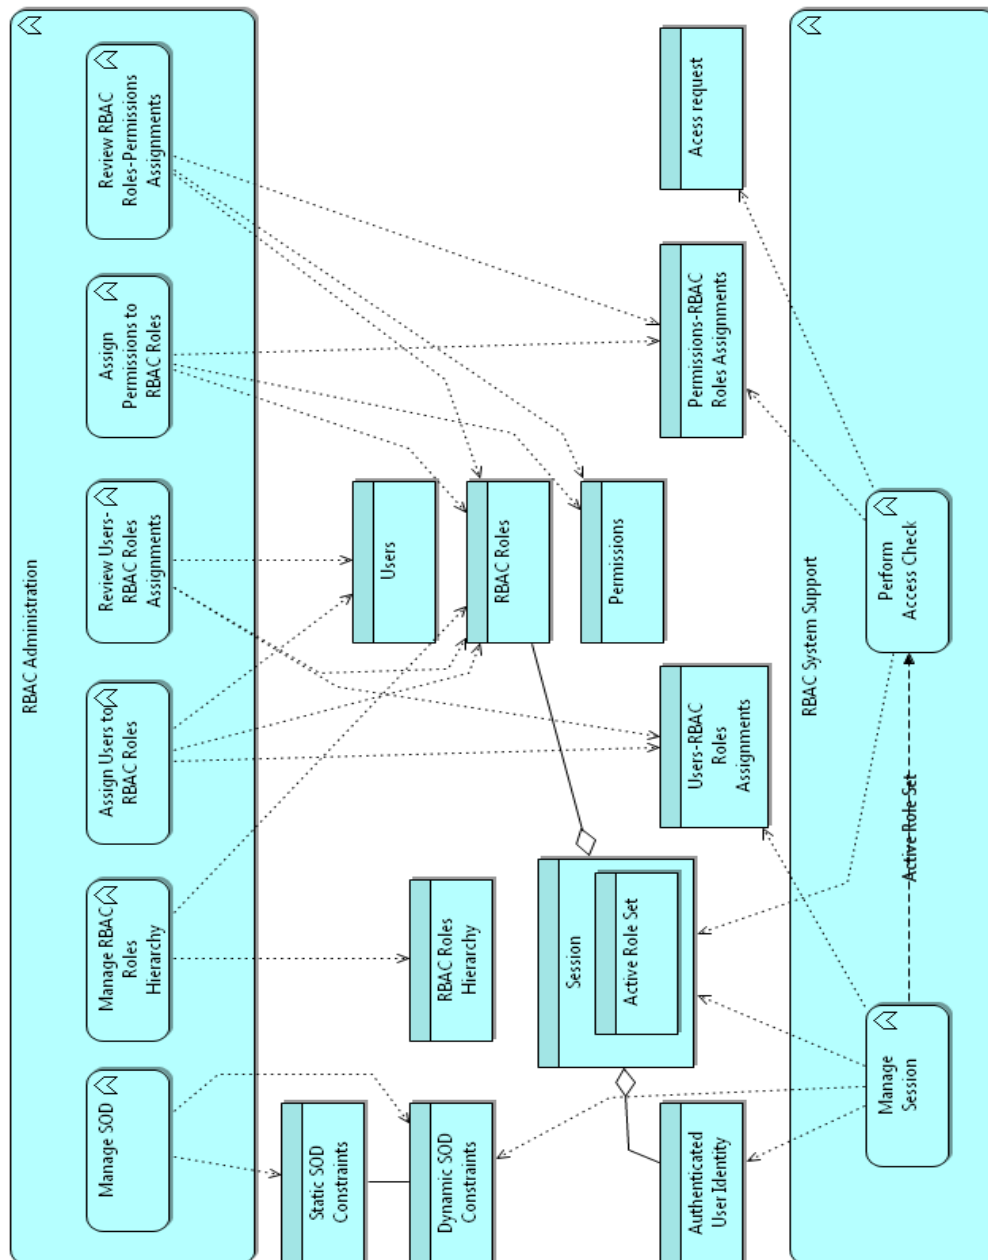 RBAC Administration
Manage SOD
Manage RBAC
Roles
Hierarchy
Assign Users to
RBAC Roles
Review Users-
RBAC Roles
Assignments
Assign
Permissions to
RBAC Roles
Review RBAC
Roles-Permissions
Assignments
Static SOD
Constraints
Users
Dynamic SOD
Constraints
RBAC Roles
Hierarchy
RBAC Roles
Session
Active Role Set
Permissions
Authenticated
User Identity
Users-RBAC
Roles
Assignments
Permissions-RBAC
Roles Assignments
Acess request
RBAC System Support
Manage
Session
Active Role Set
Perform
Access Check